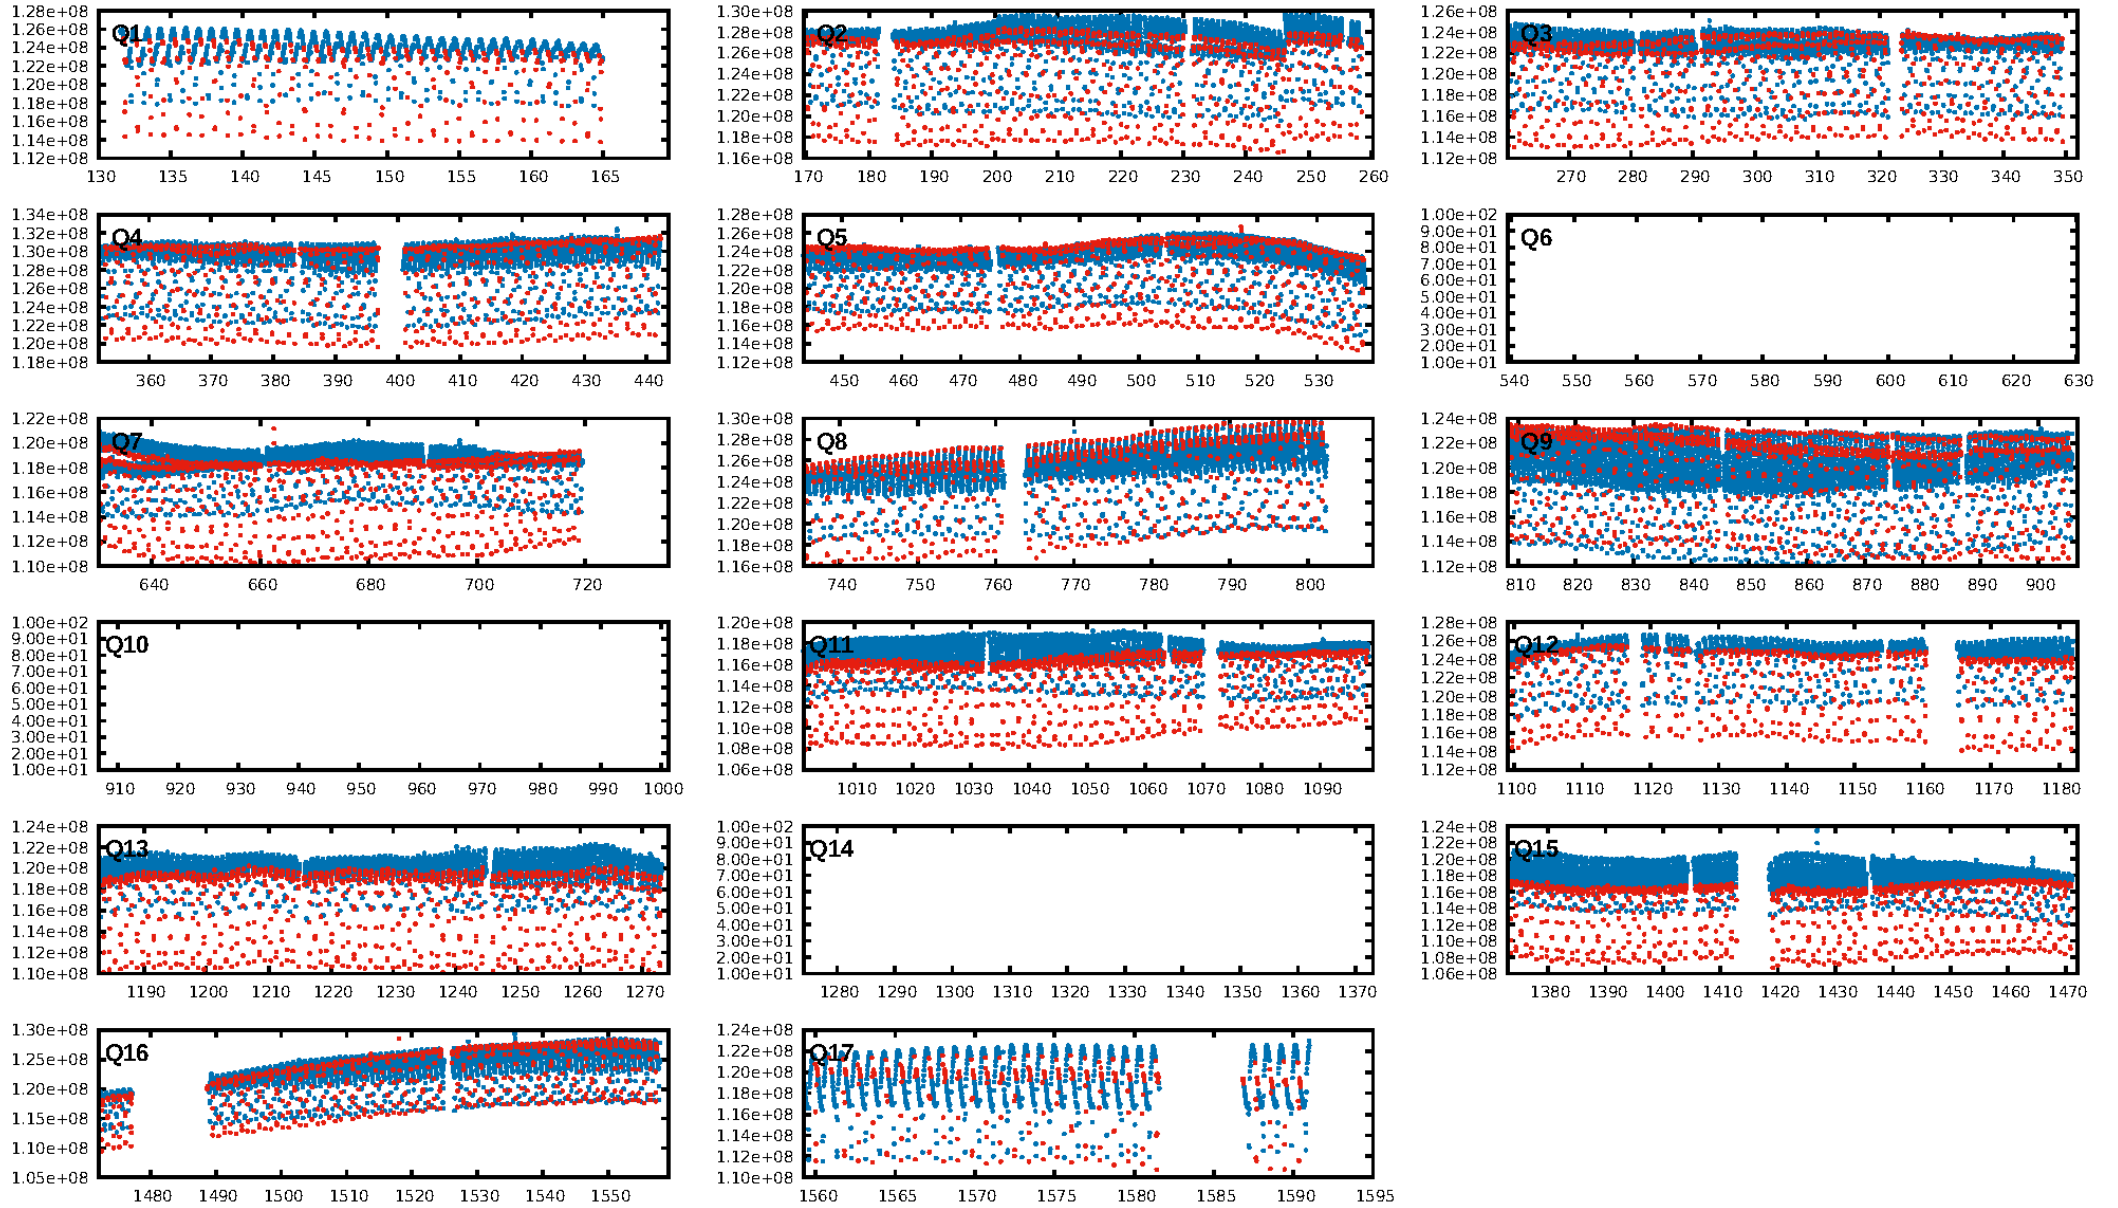 1.28e+08
1.26e+08
1.24e+08
1.22e+08
1.20e+08
1.18e+08
1.16e+08
1.14e+08
1.12e+08
Q1
130 135 140 145 150 155 160 165
1.30e+08
1.28e+08
1.26e+08
1.24e+08
1.22e+08
1.20e+08
1.18e+08
1.16e+08
Q2
170 180 190 200 210 220 230 240 250 260
1.26e+08
1.24e+08
1.22e+08
1.20e+08
1.18e+08
1.16e+08
1.14e+08
1.12e+08
Q3
270 280 290 300 310 320 330 340 350
1.34e+08
1.32e+08
1.30e+08
1.28e+08
1.26e+08
1.24e+08
1.22e+08
1.20e+08
1.18e+08
Q4
360 370 380 390 400 410 420 430 440
1.28e+08
1.26e+08
1.24e+08
1.22e+08
1.20e+08
1.18e+08
1.16e+08
1.14e+08
1.12e+08
Q5
450 460 470 480 490 500 510 520 530
1.00e+02
9.00e+01
8.00e+01
7.00e+01
6.00e+01
5.00e+01
4.00e+01
3.00e+01
2.00e+01
1.00e+01
Q6
540 550 560 570 580 590 600 610 620 630
1.22e+08
1.20e+08
1.18e+08
1.16e+08
1.14e+08
1.12e+08
1.10e+08
Q7
640 660 680 700 720
1.30e+08
1.28e+08
1.26e+08
1.24e+08
1.22e+08
1.20e+08
1.18e+08
1.16e+08
Q8
740 750 760 770 780 790 800
1.24e+08
1.22e+08
1.20e+08
1.18e+08
1.16e+08
1.14e+08
1.12e+08
Q9
810 820 830 840 850 860 870 880 890 900
1.00e+02
9.00e+01
8.00e+01
7.00e+01
6.00e+01
5.00e+01
4.00e+01
3.00e+01
2.00e+01
1.00e+01
Q10
910 920 930 940 950 960 970 980 990 1000
1.20e+08
1.18e+08
1.16e+08
1.14e+08
1.12e+08
1.10e+08
1.08e+08
1.06e+08
Q11
1010 1020 1030 1040 1050 1060 1070 1080 1090
1.28e+08
1.26e+08
1.24e+08
1.22e+08
1.20e+08
1.18e+08
1.16e+08
1.14e+08
1.12e+08
Q12
1100 1110 1120 1130 1140 1150 1160 1170 1180
1.24e+08
1.22e+08
1.20e+08
1.18e+08
1.16e+08
1.14e+08
1.12e+08
1.10e+08
Q13
1190 1200 1210 1220 1230 1240 1250 1260 1270
1.00e+02
9.00e+01
8.00e+01
7.00e+01
6.00e+01
5.00e+01
4.00e+01
3.00e+01
2.00e+01
1.00e+01
Q14
1280 1290 1300 1310 1320 1330 1340 1350 1360 1370
1.24e+08
1.22e+08
1.20e+08
1.18e+08
1.16e+08
1.14e+08
1.12e+08
1.10e+08
1.08e+08
1.06e+08
Q15
1380 1390 1400 1410 1420 1430 1440 1450 1460 1470
1.30e+08
1.25e+08
1.20e+08
1.15e+08
1.10e+08
1.05e+08
Q16
1480 1490 1500 1510 1520 1530 1540 1550
1.24e+08
1.22e+08
1.20e+08
1.18e+08
1.16e+08
1.14e+08
1.12e+08
1.10e+08
Q17
1560 1565 1570 1575 1580 1585 1590 1595